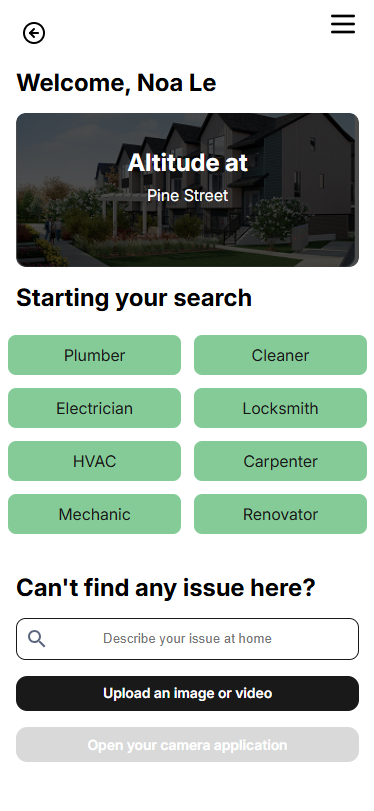 Welcome, Noa Le
Altitude at
Pine Street
Starting your search
Plumber
Cleaner
Electrician
Locksmith
HVAC
Carpenter
Mechanic
Renovator
Can't find any issue here?
Describe your issue at home
Upload an image or video
Open your camera application